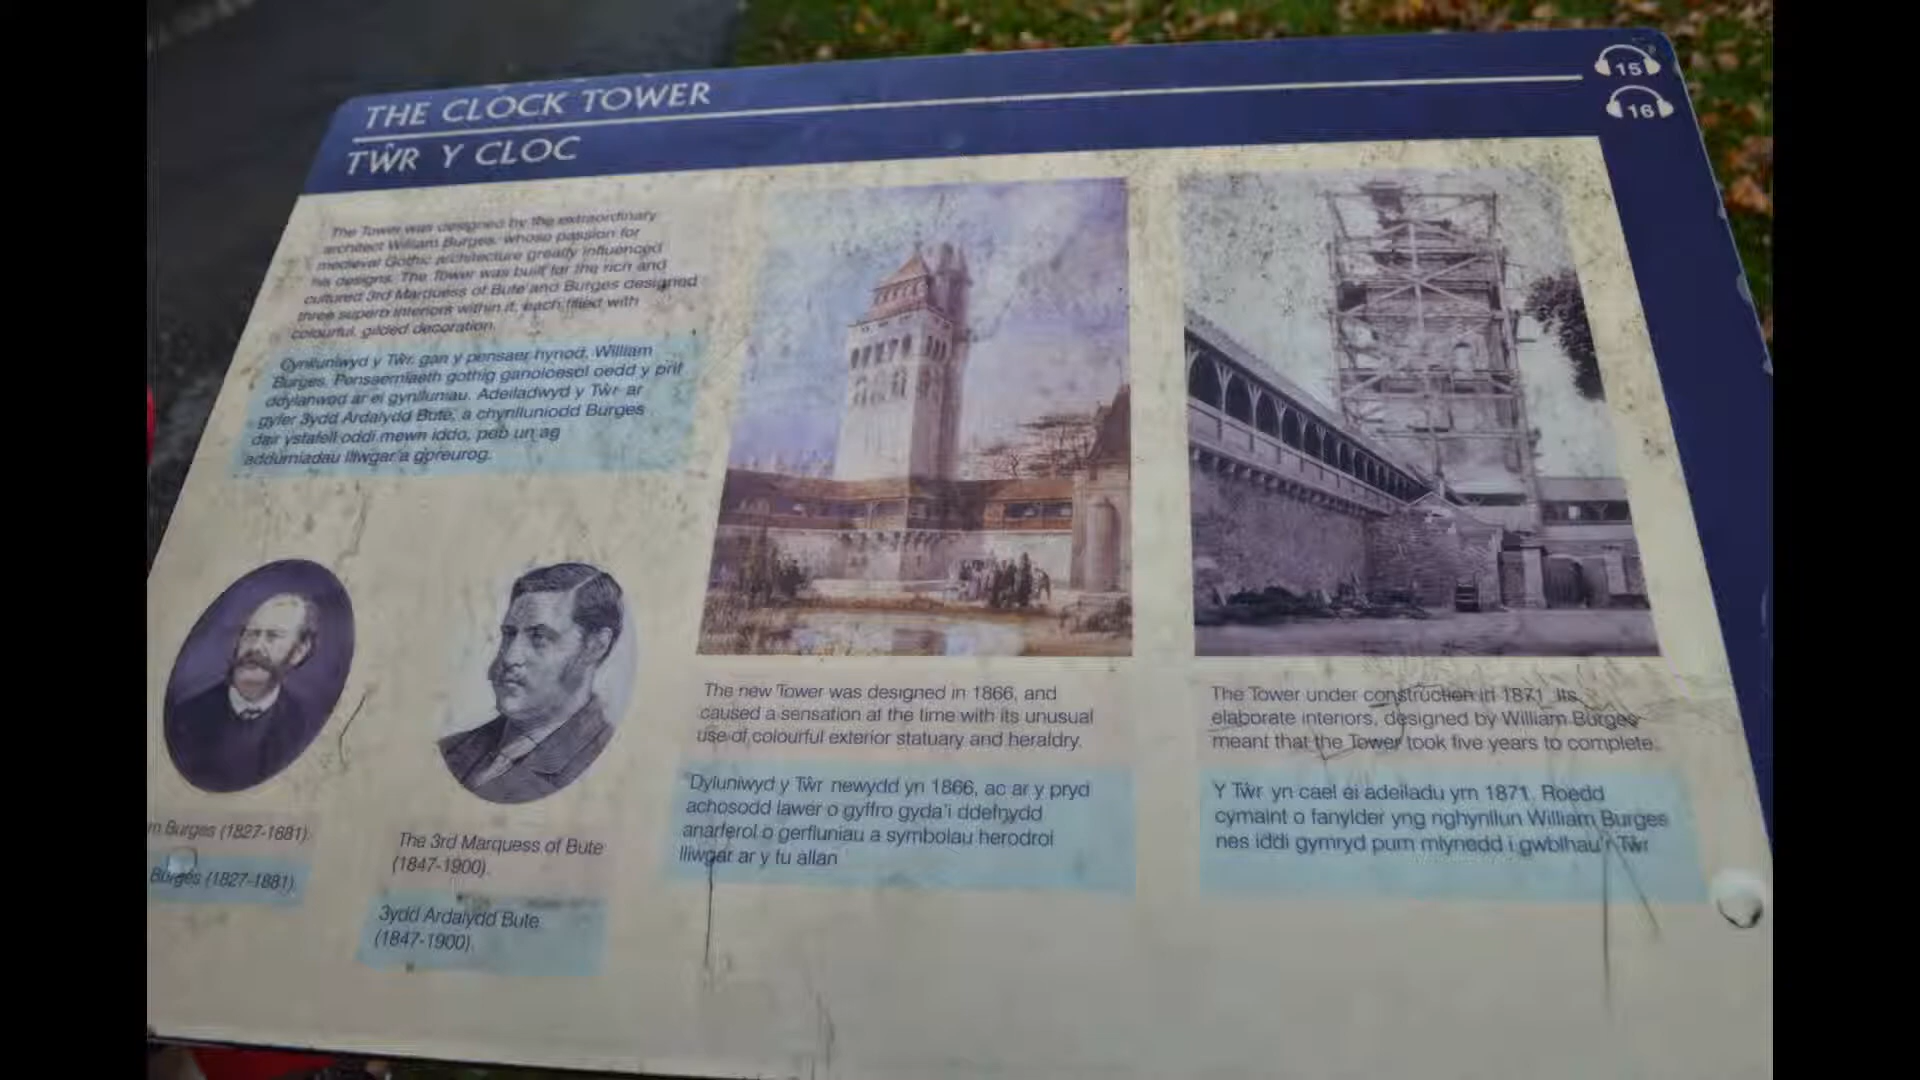 THE CLOCK TOWER
TŴR Y CLOC
15
16
The Tower was designed by the extraordinary
architect William Burges, whose passion for
medieval Gothic architecture greatly influenced
his designs. The Tower was built for the rich and
cultured 3rd Marquess of Bute and Burges designed
three superb interiors within it, each filled with
colourful, gilded decoration.
Cynlluniwyd y Tŵr, gan y pensaer hynod, William
Burges. Pensaernïaeth gothig ganoloesol oedd y prif
ddylanwad ar ei gynlluniau. Adeiladwyd y Tŵr ar
gyfer 3ydd Ardalydd Bute, a chynlluniodd Burges
dair ystafell oddi mewn iddo, pob un ag
addurniadau lliwgar a goreurog.
m Burges (1827-1881).
Burges (1827-1881).
The 3rd Marquess of Bute
(1847-1900).
3ydd Ardalydd Bute
(1847-1900).
The new Tower was designed in 1866, and
caused a sensation at the time with its unusual
use of colourful exterior statuary and heraldry.
Dyluniwyd y Tŵr newydd yn 1866, ac ar y pryd
achosodd lawer o gyffro gyda'i ddefnydd
anarferol o gerfluniau a symbolau herodrol
lliwgar ar y tu allan
The Tower under construction in 1871. Its
elaborate interiors, designed by William Burges
meant that the Tower took five years to complete.
Y Tŵr yn cael ei adeiladu ym 1871. Roedd
cymaint o fanylder yng nghynllun William Burges
nes iddi gymryd pum mlynedd i gwblhau'r Tŵr